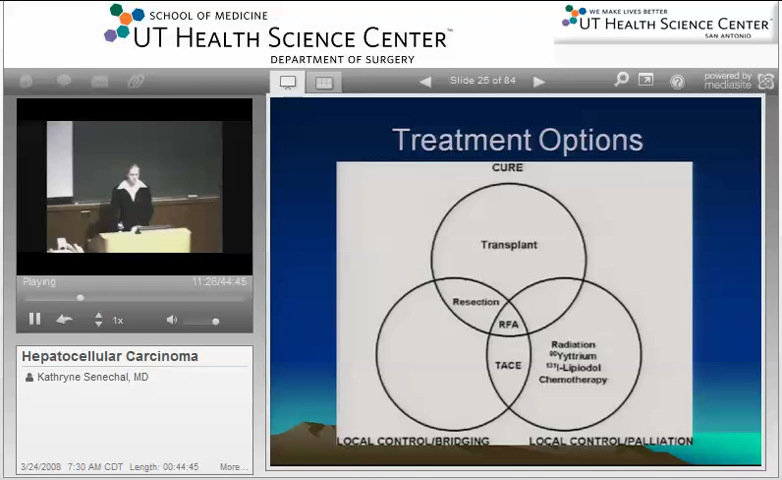 SCHOOL OF MEDICINE
UT HEALTH SCIENCE CENTER™
DEPARTMENT OF SURGERY
WE MAKE LIVES BETTER
UT HEALTH SCIENCE CENTER™
SAN ANTONIO
Slide 25 of 84
powered by
mediasite
Playing
11:26/44:45
1x
Hepatocellular Carcinoma
Kathryne Senechal, MD
3/24/2008 7:30 AM CDT Length: 00:44:45 More...
Treatment Options
CURE
Transplant
Resection
RFA
TACE
Radiation
90Yyttrium
131I-Lipiodol
Chemotherapy
LOCAL CONTROL/BRIDGING
LOCAL CONTROL/PALLIATION